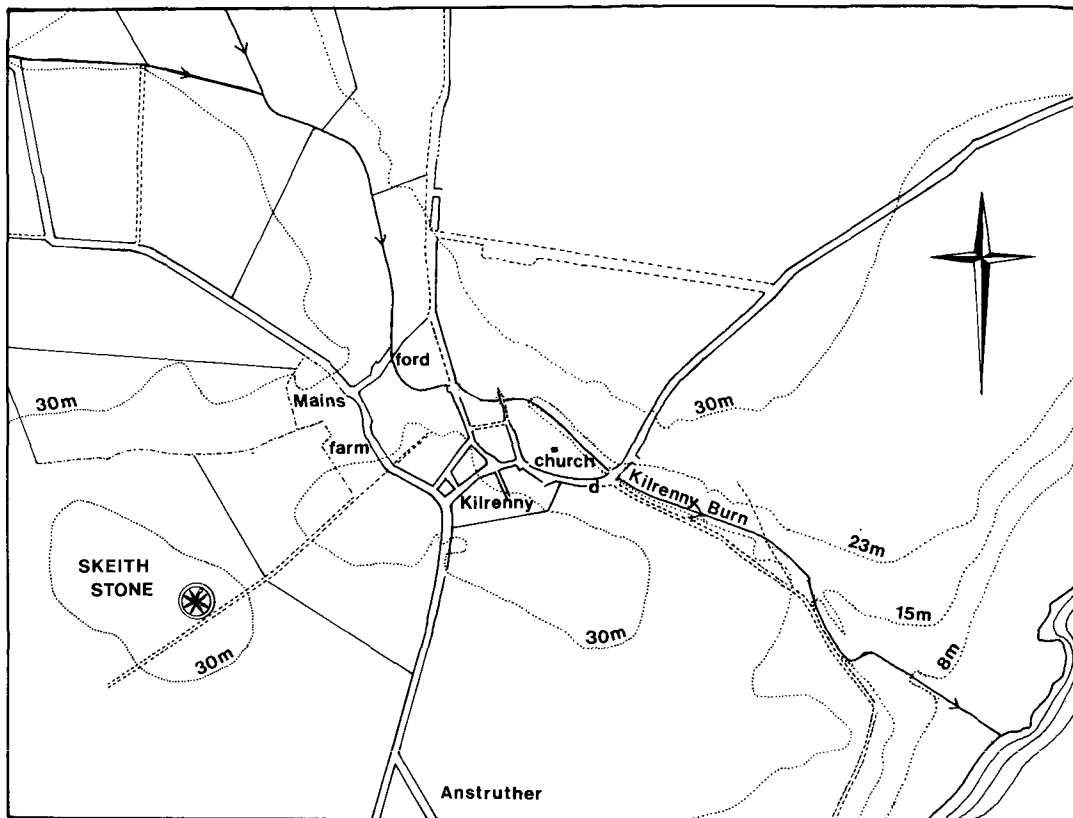 ford
30m
Mains
30m
farm
church
d
Kilrenny Burn
Kilrenny
23m
SKEITH
STONE
15m
30m
8m
30m
Anstruther